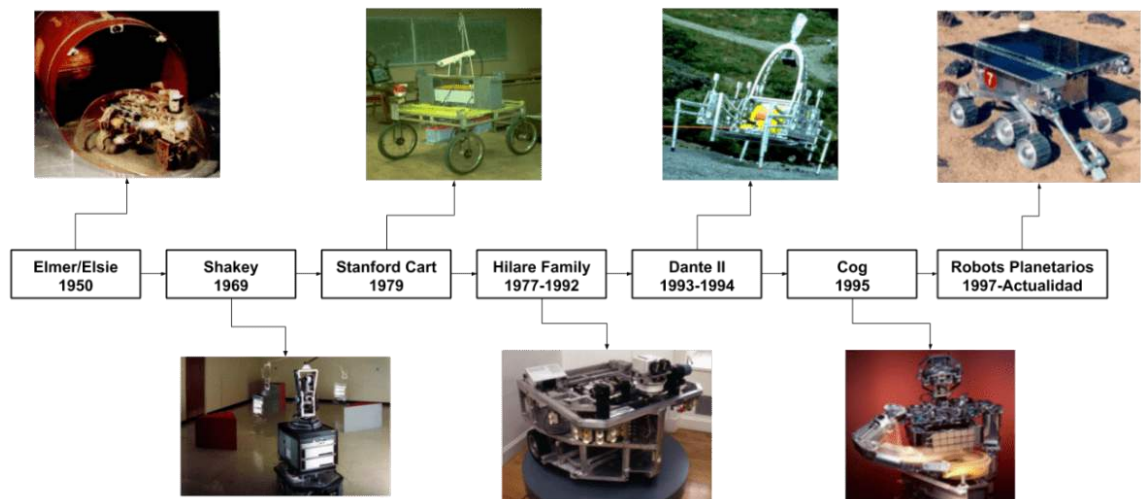 7
Elmer/Elsie
1950
Shakey
1969
Stanford Cart
1979
Hilare Family
1977-1992
Dante II
1993-1994
Cog
1995
Robots Planetarios
1997-Actualidad